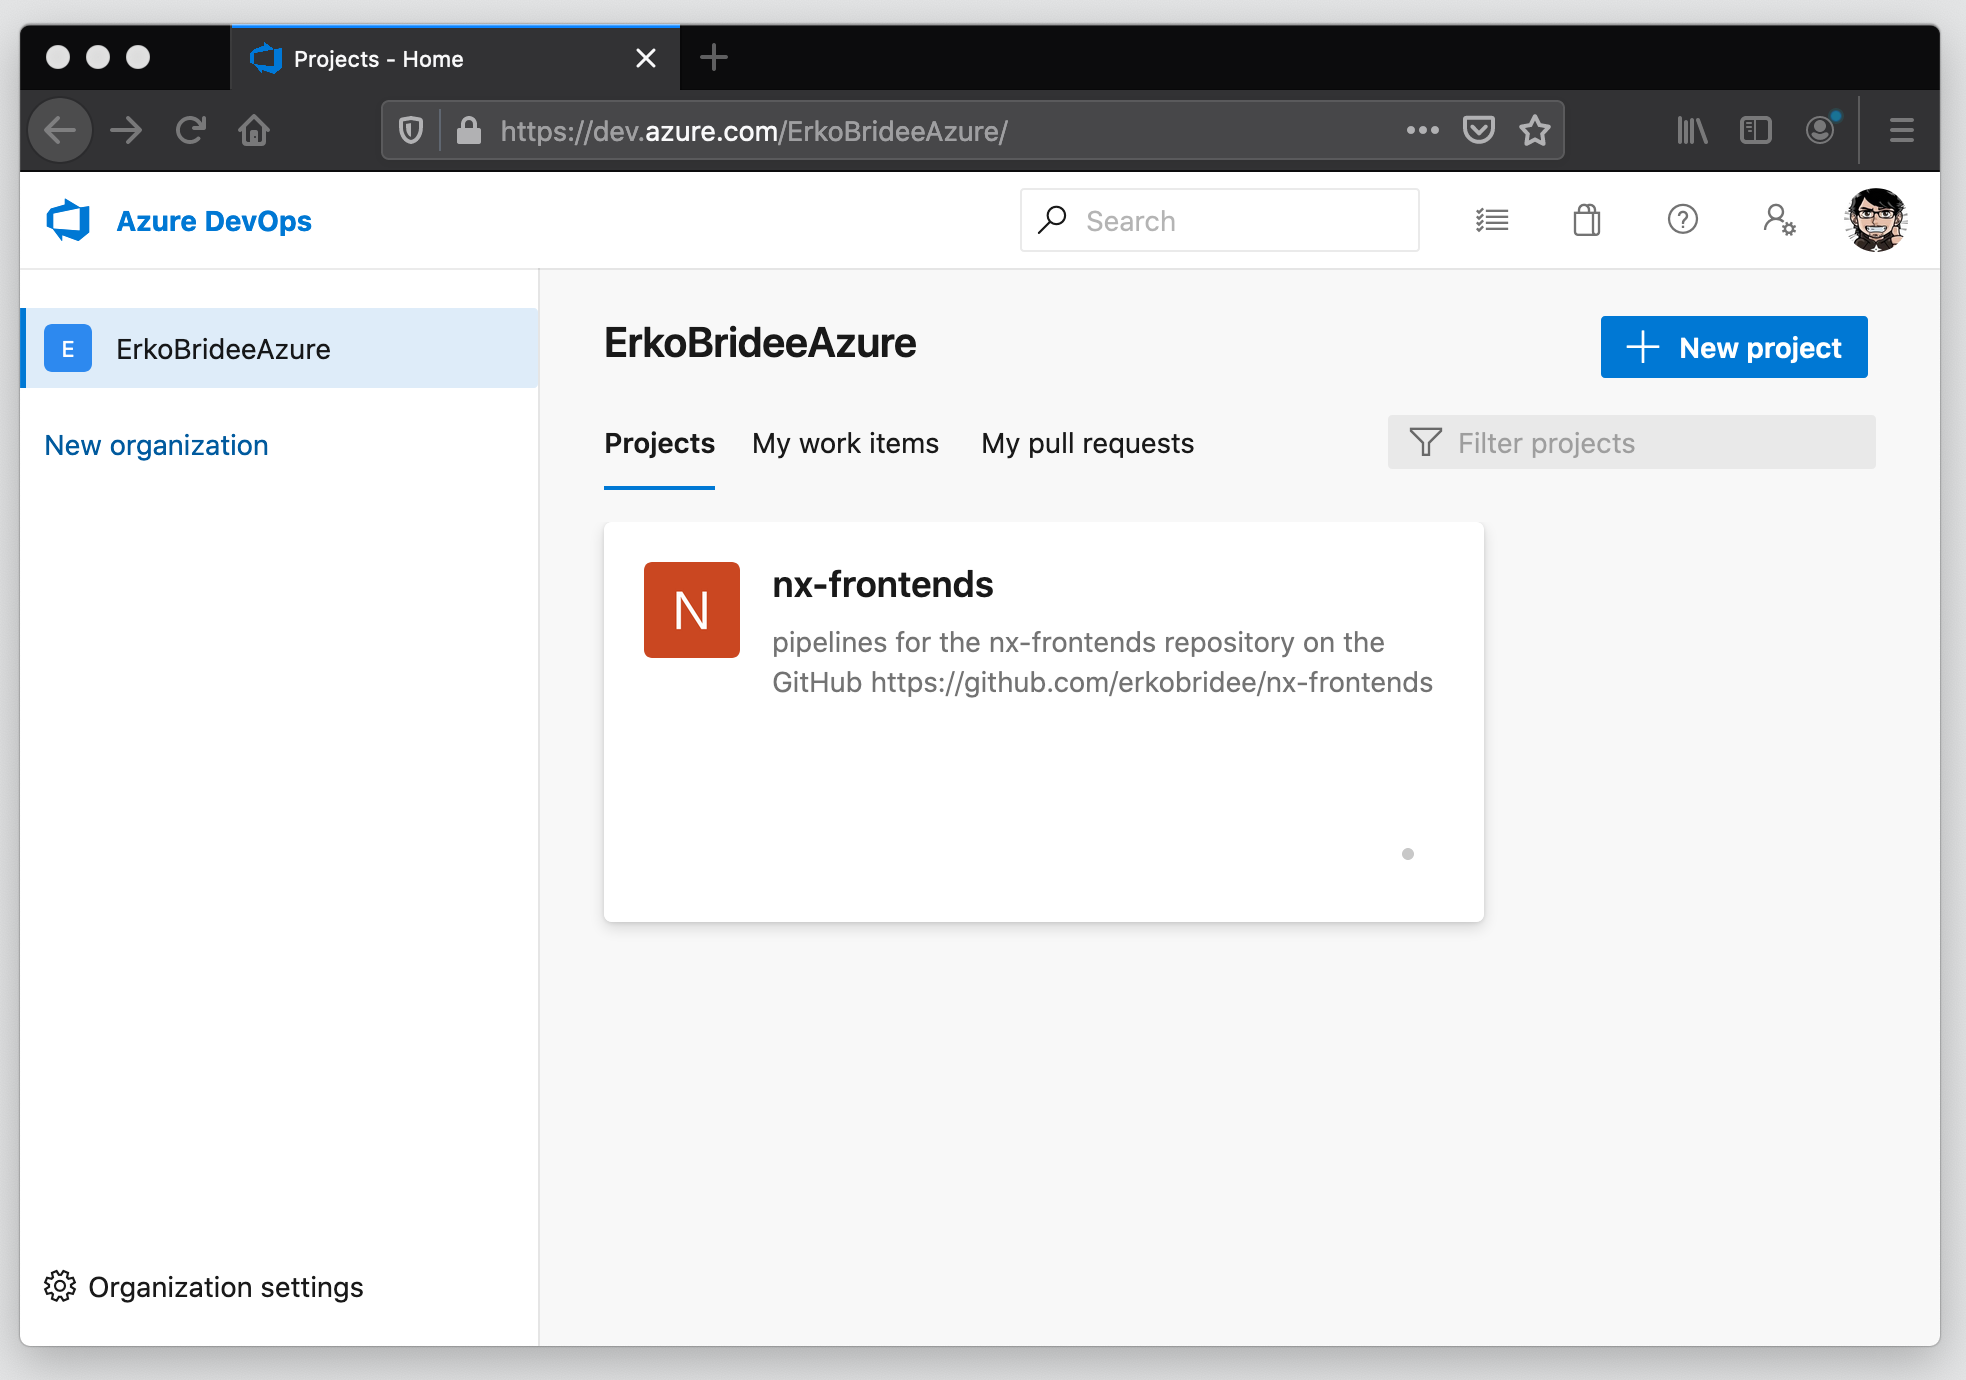 Projects - Home
https://dev.azure.com/ErkoBrideeAzure/
Azure DevOps
Search
E
ErkoBrideeAzure
New organization
ErkoBrideeAzure
New project
Projects
My work items
My pull requests
Filter projects
N
nx-frontends
pipelines for the nx-frontends repository on the
GitHub https://github.com/erkobridee/nx-frontends
Organization settings